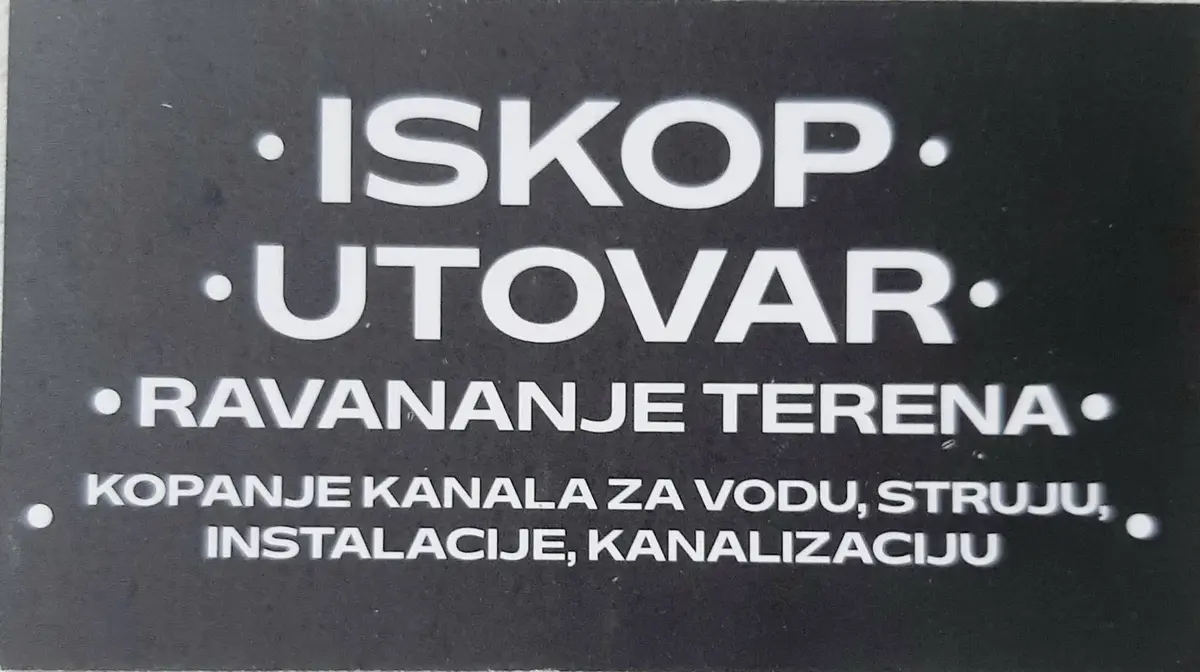 • ISKOP •
• UTOVAR •
• RAVANANJE TERENA •
• KOPANJE KANALA ZA VODU, STRUJU, •
INSTALACIJE, KANALIZACIJU